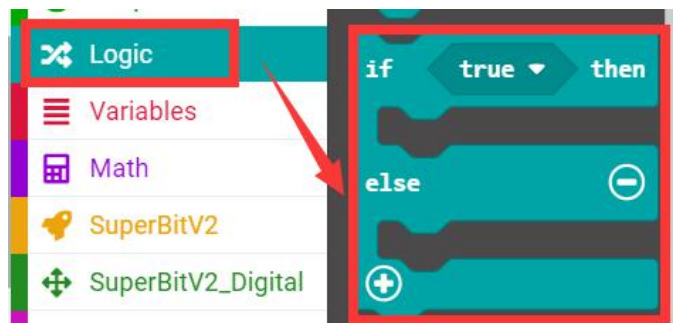 Logic
Variables
Math
SuperBitV2
SuperBitV2_Digital
if true then
else